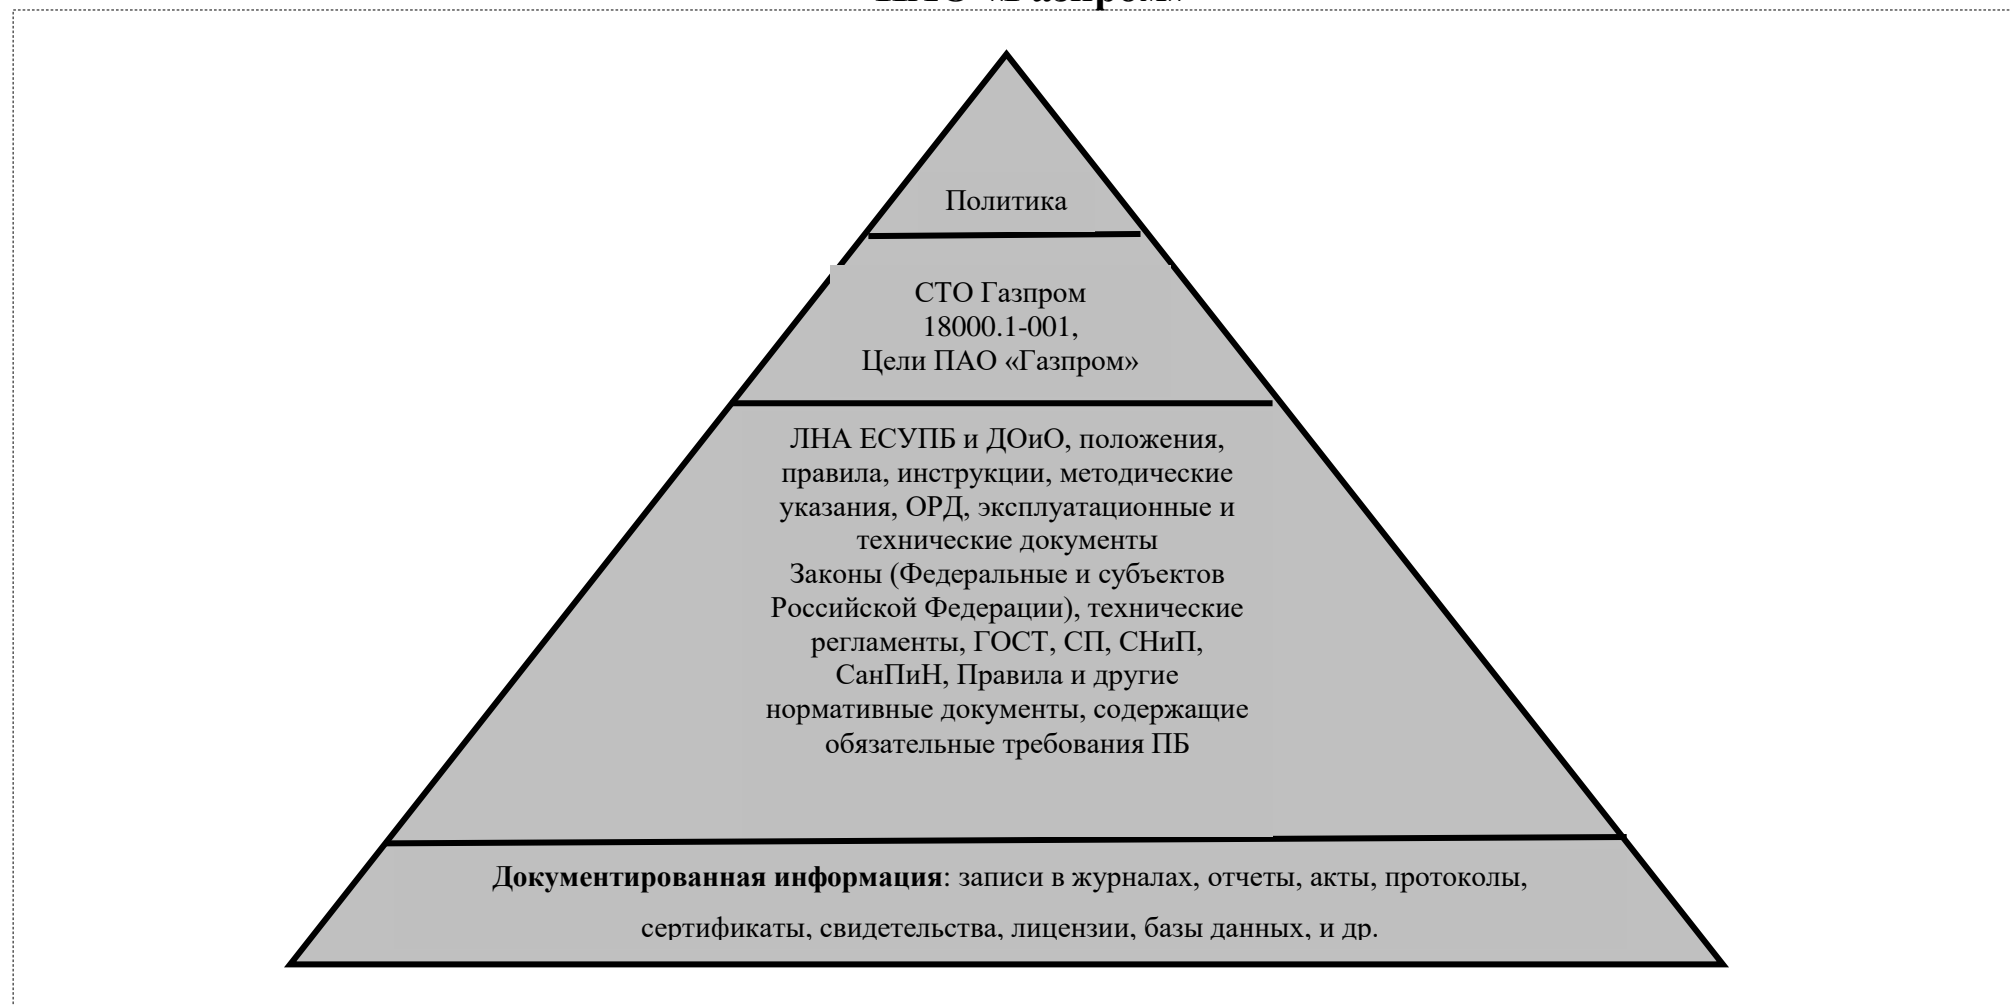 ПАО «Газпром»
Политика
СТО Газпром
18000.1-001,
Цели ПАО «Газпром»
ЛНА ЕСУПБ и ДОиО, положения,
правила, инструкции, методические
указания, ОРД, эксплуатационные и
технические документы
Законы (Федеральные и субъектов
Российской Федерации), технические
регламенты, ГОСТ, СП, СНиП,
СанПиН, Правила и другие
нормативные документы, содержащие
обязательные требования ПБ
Документированная информация: записи в журналах, отчеты, акты, протоколы,
сертификаты, свидетельства, лицензии, базы данных, и др.